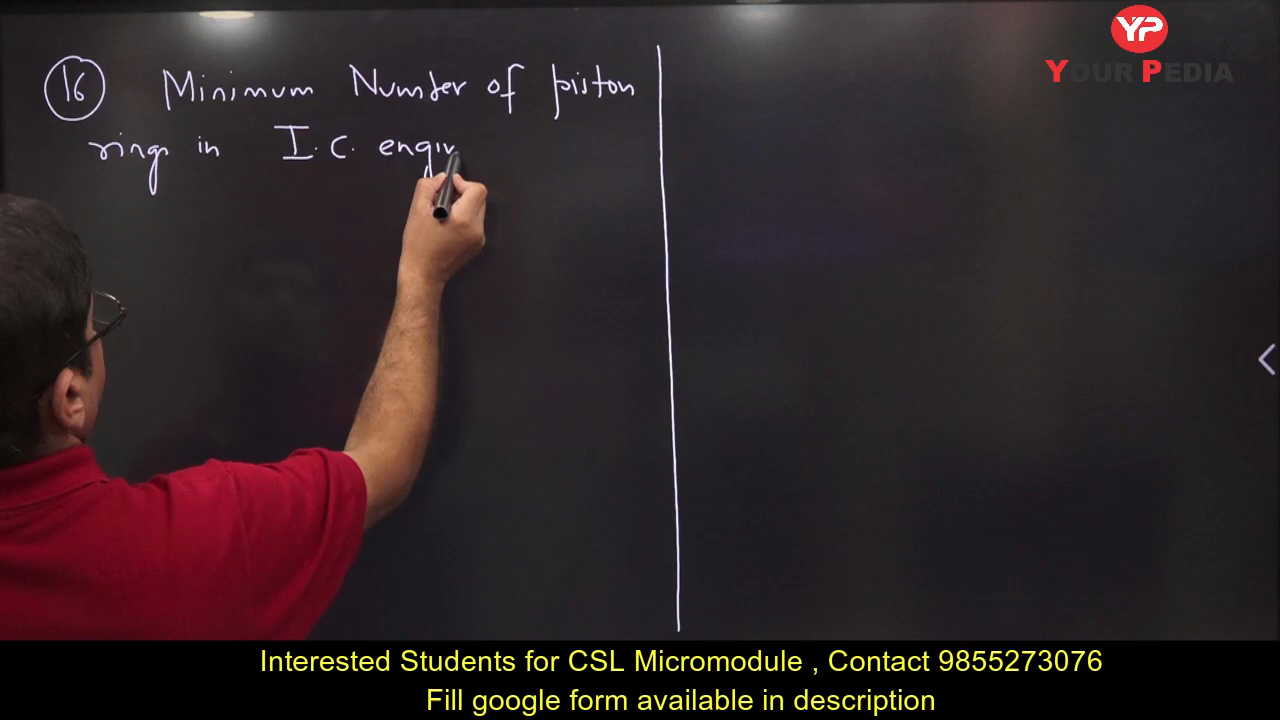 16 Minimum Number of piston
rings in I.C. engin
YP
YOUR PEDIA
Interested Students for CSL Micromodule , Contact 9855273076
Fill google form available in description